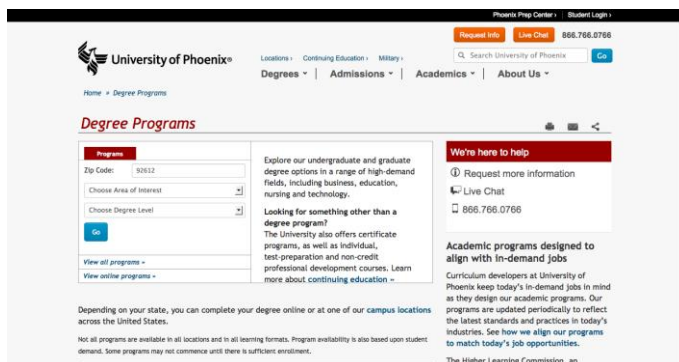 Phoenix Prep Center › | Student Login ›
Request Info Live Chat 866.766.0766
University of Phoenix®
Locations › Continuing Education › Military ›
Search University of Phoenix Go
Degrees | Admissions | Academics | About Us
Home » Degree Programs
Degree Programs
Programs
Zip Code: 92612
Choose Area of Interest
Choose Degree Level
Go
View all programs »
View online programs »
Explore our undergraduate and graduate
degree options in a range of high-demand
fields, including business, education,
nursing and technology.
Looking for something other than a
degree program?
The University also offers certificate
programs, as well as individual,
test-preparation and non-credit
professional development courses. Learn
more about continuing education »
We're here to help
Request more information
Live Chat
866.766.0766
Academic programs designed to
align with in-demand jobs
Curriculum developers at University of
Phoenix keep today's in-demand jobs in mind
as they design our academic programs. Our
programs are updated periodically to reflect
the latest standards and practices in today's
industries. See how we align our programs
to match today's job opportunities.
The Higher Learning Commission, an
Depending on your state, you can complete your degree online or at one of our campus locations
across the United States.
Not all programs are available in all locations and in all learning formats. Program availability is also based upon student
demand. Some programs may not commence until there is sufficient enrollment.